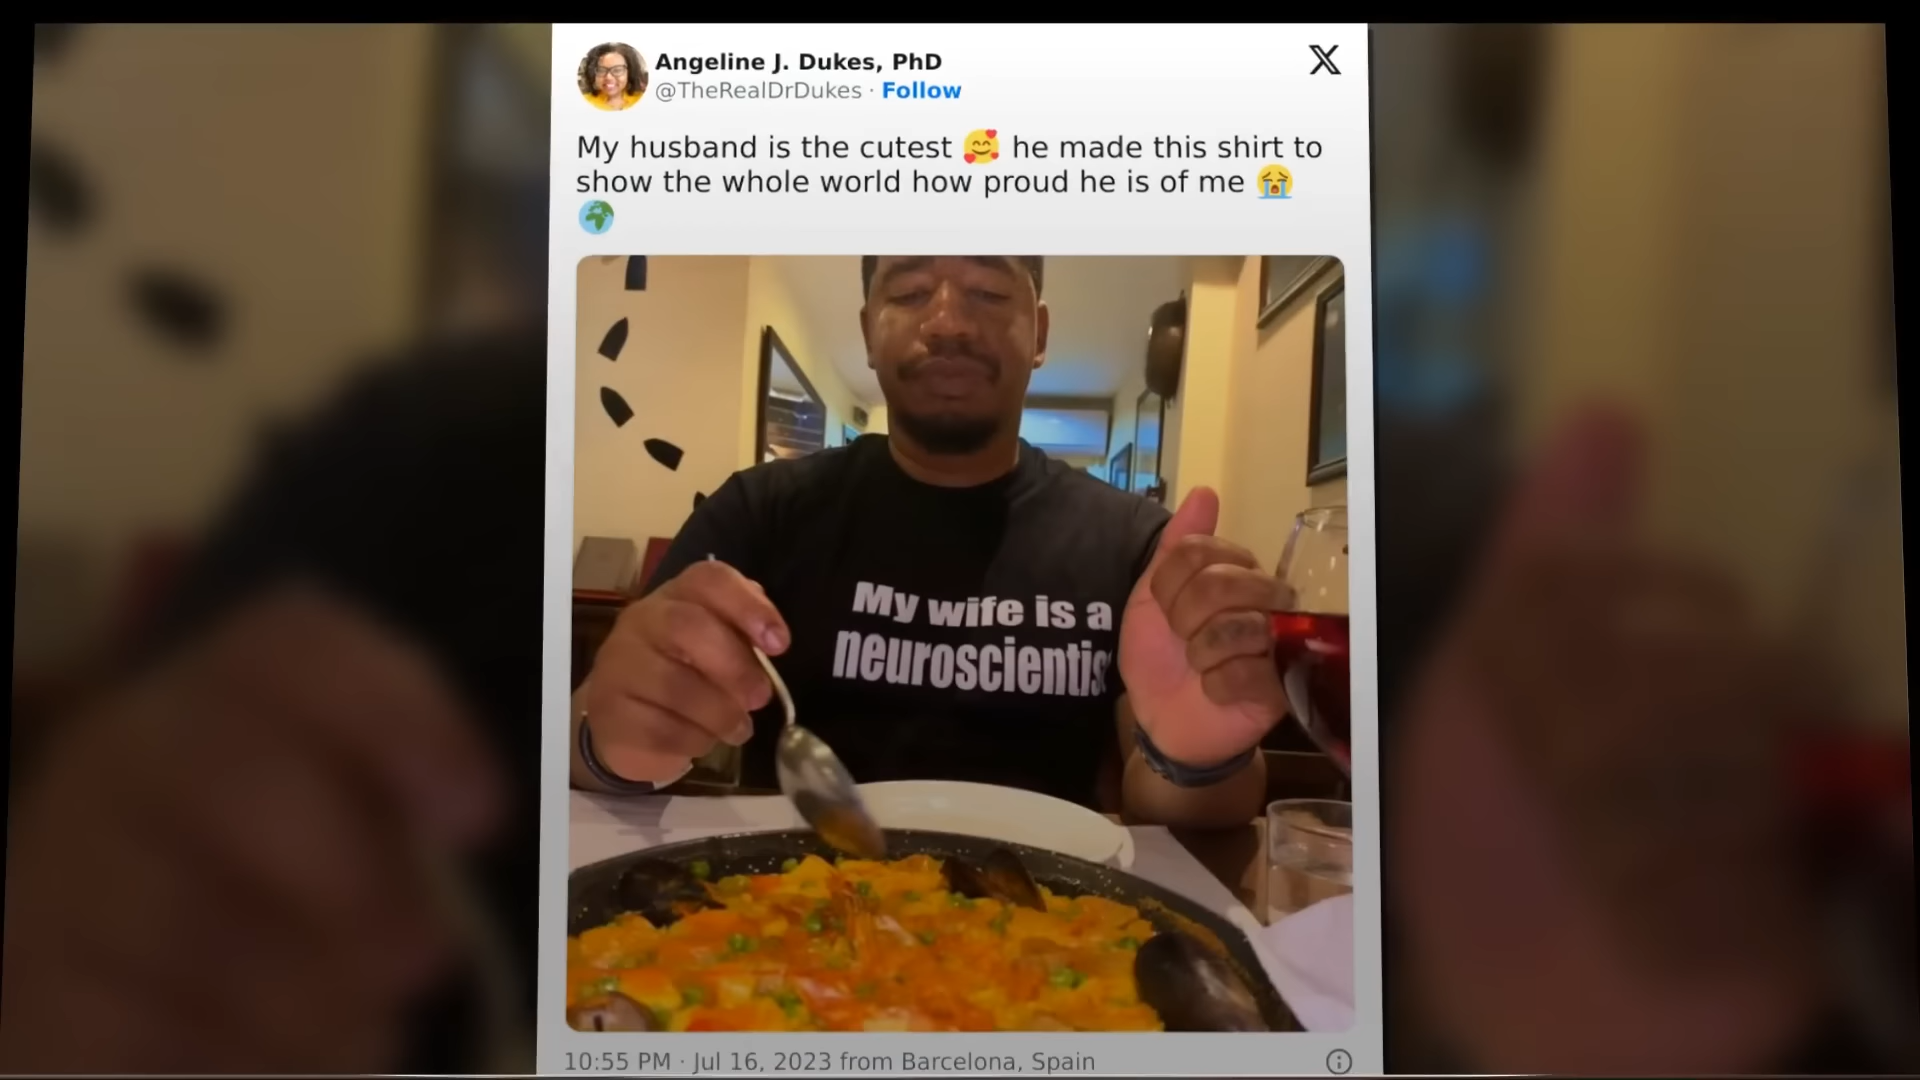 Angeline J. Dukes, PhD
@TheRealDrDukes · Follow
My husband is the cutest 🥰 he made this shirt to
show the whole world how proud he is of me 😭
🌍
My wife is a
neuroscientis
10:55 PM · Jul 16, 2023 from Barcelona, Spain